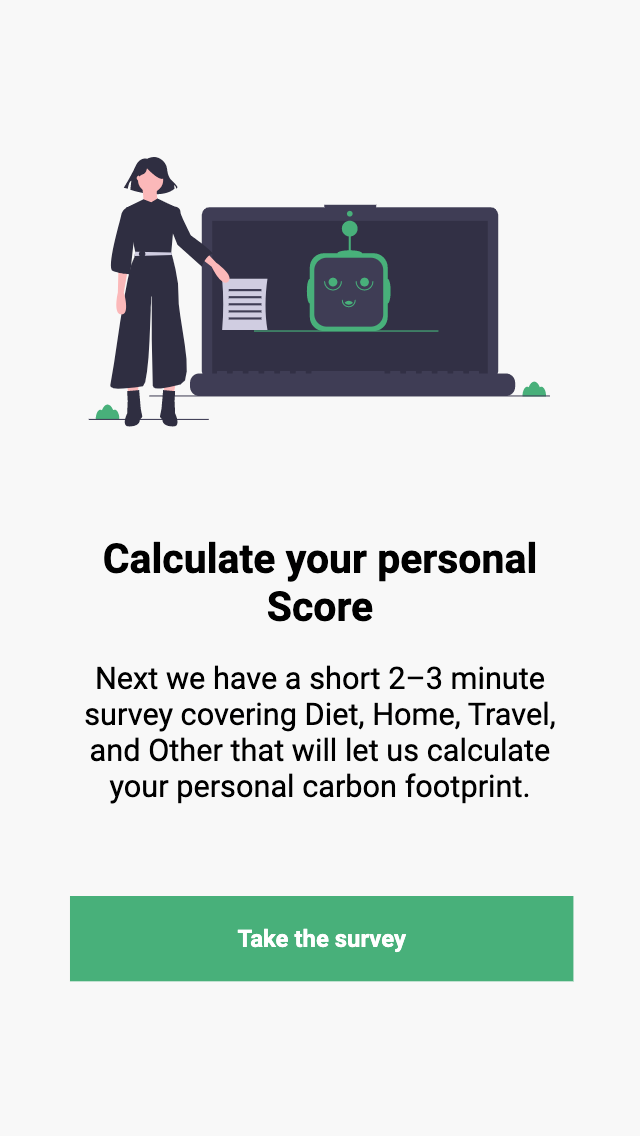 Calculate your personal
Score
Next we have a short 2–3 minute
survey covering Diet, Home, Travel,
and Other that will let us calculate
your personal carbon footprint.
Take the survey